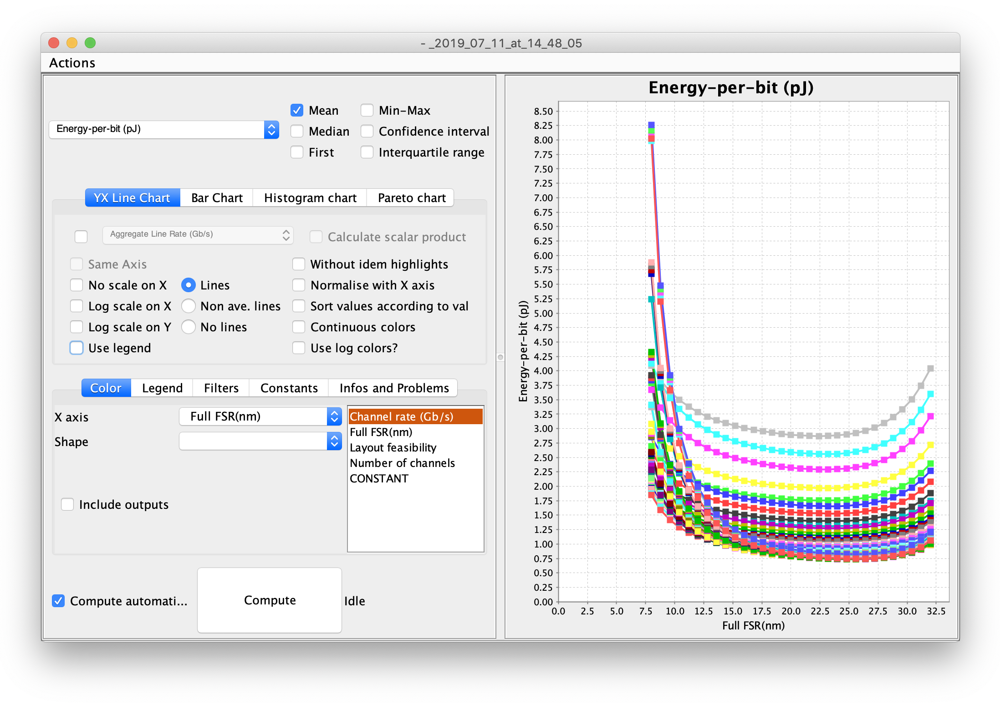 - _2019_07_11_at_14_48_05
Actions
Energy-per-bit (pJ)
Mean
Min-Max
Median
Confidence interval
First
Interquartile range
YX Line Chart
Bar Chart
Histogram chart
Pareto chart
Aggregate Line Rate (Gb/s)
Calculate scalar product
Same Axis
Without idem highlights
No scale on X
Lines
Normalise with X axis
Log scale on X
Non ave. lines
Sort values according to val
Log scale on Y
No lines
Continuous colors
Use legend
Use log colors?
Color
Legend
Filters
Constants
Infos and Problems
X axis
Full FSR(nm)
Shape
Channel rate (Gb/s)
Full FSR(nm)
Layout feasibility
Number of channels
CONSTANT
Include outputs
Compute automati...
Compute
Idle
Energy-per-bit (pJ)
Energy-per-bit (pJ)
8.50
8.25
8.00
7.75
7.50
7.25
7.00
6.75
6.50
6.25
6.00
5.75
5.50
5.25
5.00
4.75
4.50
4.25
4.00
3.75
3.50
3.25
3.00
2.75
2.50
2.25
2.00
1.75
1.50
1.25
1.00
0.75
0.50
0.25
0.00
0.0 2.5 5.0 7.5 10.0 12.5 15.0 17.5 20.0 22.5 25.0 27.5 30.0 32.5
Full FSR(nm)